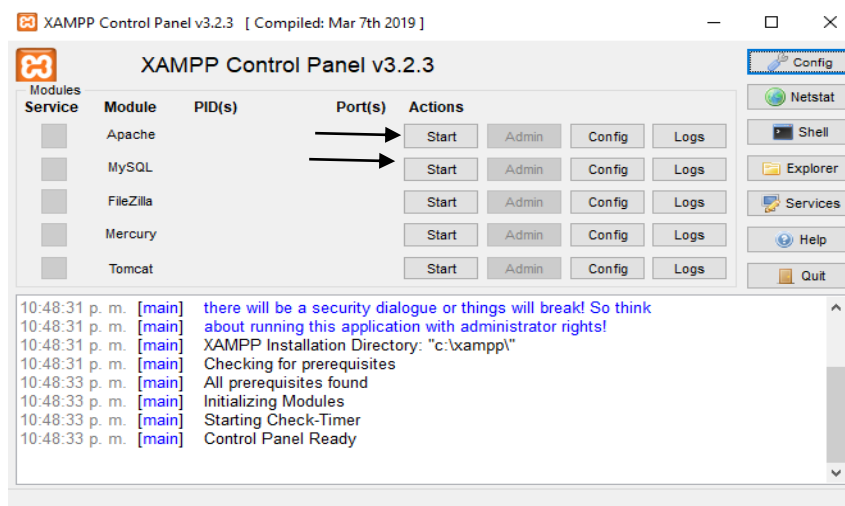 XAMPP Control Panel v3.2.3 [ Compiled: Mar 7th 2019 ]
XAMPP Control Panel v3.2.3
Config
Modules
Service Module PID(s) Port(s) Actions
Netstat
Apache Start Admin Config Logs
Shell
MySQL Start Admin Config Logs
Explorer
FileZilla Start Admin Config Logs
Services
Mercury Start Admin Config Logs
Help
Tomcat Start Admin Config Logs
Quit
10:48:31 p. m. [main] there will be a security dialogue or things will break! So think
10:48:31 p. m. [main] about running this application with administrator rights!
10:48:31 p. m. [main] XAMPP Installation Directory: "c:\xampp\"
10:48:31 p. m. [main] Checking for prerequisites
10:48:33 p. m. [main] All prerequisites found
10:48:33 p. m. [main] Initializing Modules
10:48:33 p. m. [main] Starting Check-Timer
10:48:33 p. m. [main] Control Panel Ready